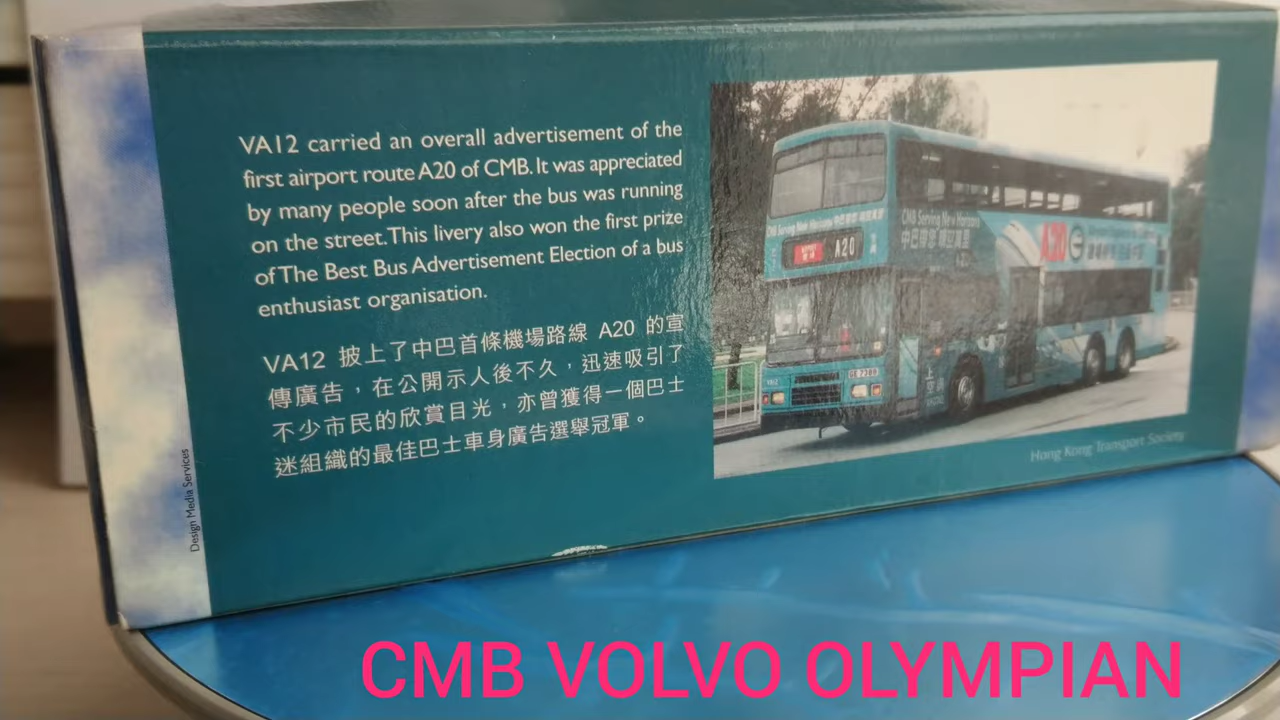 VA12 carried an overall advertisement of the
first airport route A20 of CMB. It was appreciated
by many people soon after the bus was running
on the street. This livery also won the first prize
of The Best Bus Advertisement Election of a bus
enthusiast organisation.
VA12 披上了中巴首條機場路線 A20 的宣
傳廣告，在公開示人後不久，迅速吸引了
不少市民的欣賞目光，亦曾獲得一個巴士
迷組織的最佳巴士車身廣告選舉冠軍。
Design Media Services
CMB Serving New Horizons
A20
A20
VA12
Hong Kong Transport Society
CMB VOLVO OLYMPIAN